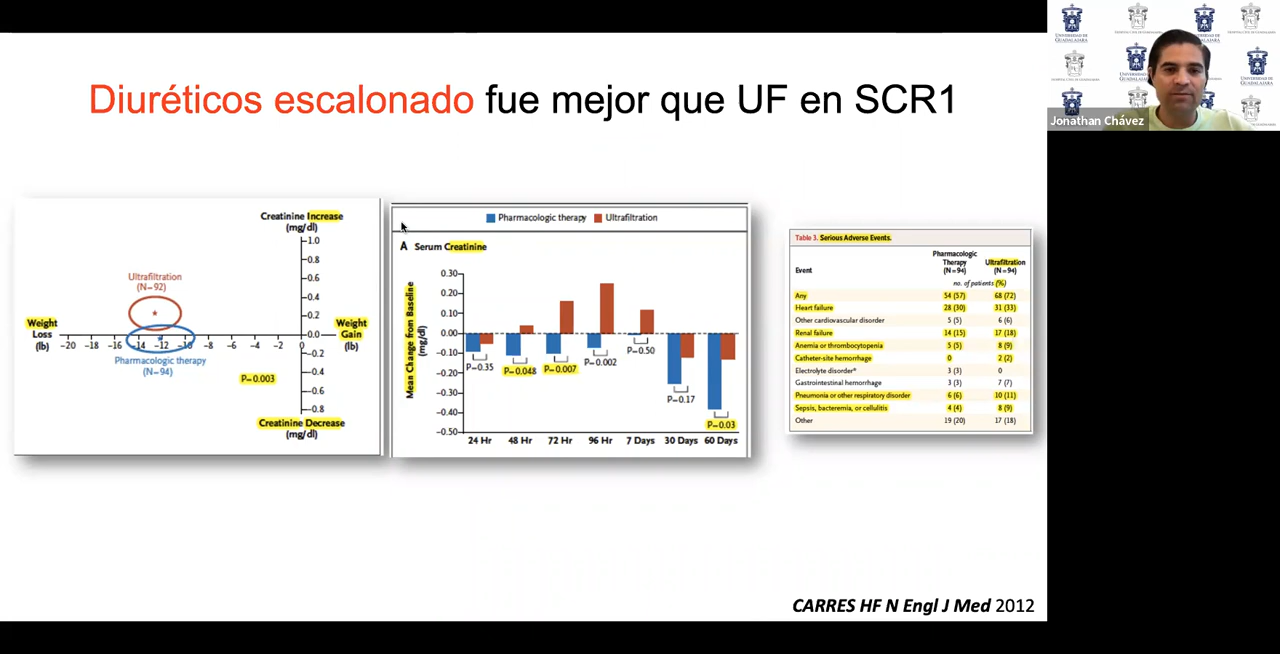 Diuréticos escalonado fue mejor que UF en SCR1
Creatinine Increase
(mg/dl)
1.0
0.8
0.6
0.4
0.2
0.0
-0.2
-0.4
-0.6
-0.8
Creatinine Decrease
(mg/dl)
Ultrafiltration
(N=92)
Weight
Loss
(lb)
-20 -18 -16 -14 -12 -10 -8 -6 -4 -2 0
Weight
Gain
(lb)
Pharmacologic therapy
(N=94)
P=0.003
Pharmacologic therapy Ultrafiltration
A Serum Creatinine
Mean Change from Baseline
(mg/dl)
0.30
0.20
0.10
0.00
-0.10
-0.20
-0.30
-0.40
-0.50
P=0.35
P=0.048
P=0.007
P=0.002
P=0.50
P=0.17
P=0.03
24 Hr 48 Hr 72 Hr 96 Hr 7 Days 30 Days 60 Days
Table 3. Serious Adverse Events.
Event
Pharmacologic
Therapy
(N=94)
Ultrafiltration
(N=94)
no. of patients (%)
Any 54 (57) 68 (72)
Heart failure 28 (30) 31 (33)
Other cardiovascular disorder 5 (5) 6 (6)
Renal failure 14 (15) 17 (18)
Anemia or thrombocytopenia 5 (5) 8 (9)
Catheter-site hemorrhage 0 2 (2)
Electrolyte disorder* 3 (3) 0
Gastrointestinal hemorrhage 3 (3) 7 (7)
Pneumonia or other respiratory disorder 6 (6) 10 (11)
Sepsis, bacteremia, or cellulitis 4 (4) 8 (9)
Other 19 (20) 17 (18)
CARRES HF N Engl J Med 2012
UNIVERSIDAD DE
GUADALAJARA
Jonathan Chávez